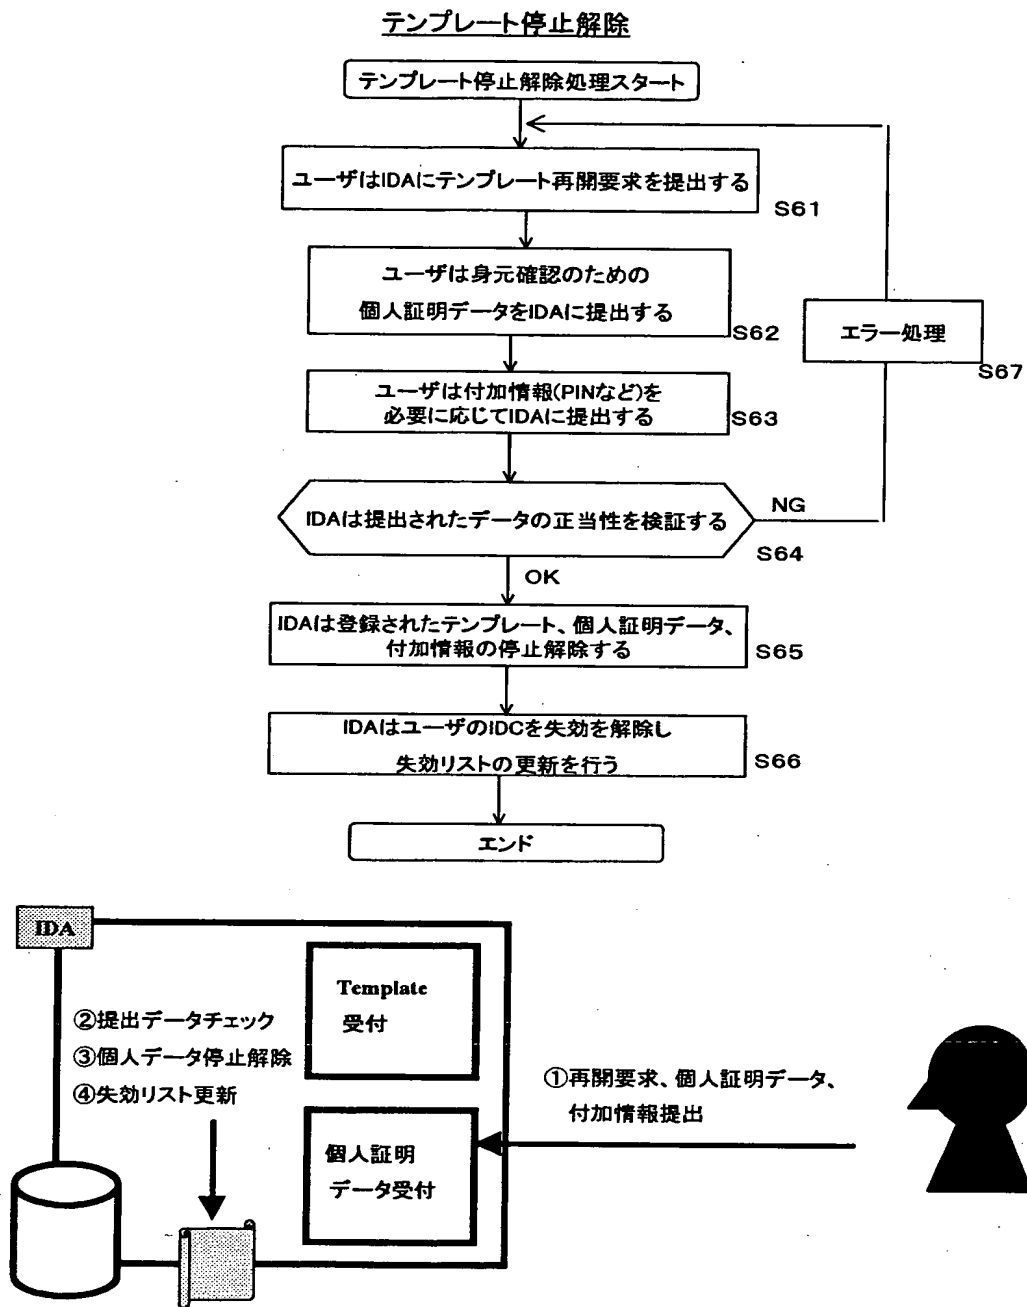 テンプレート停止解除
テンプレート停止解除処理スタート
ユーザはIDAにテンプレート再開要求を提出する
S61
ユーザは身元確認のための
個人証明データをIDAに提出する
S62
エラー処理
S67
ユーザは付加情報(PINなど)を
必要に応じてIDAに提出する
S63
IDAは提出されたデータの正当性を検証する
NG
S64
OK
IDAは登録されたテンプレート、個人証明データ、
付加情報の停止解除する
S65
IDAはユーザのIDCを失効を解除し
失効リストの更新を行う
S66
エンド
IDA
Template
受付
②提出データチェック
③個人データ停止解除
④失効リスト更新
①再開要求、個人証明データ、
付加情報提出
個人証明
データ受付